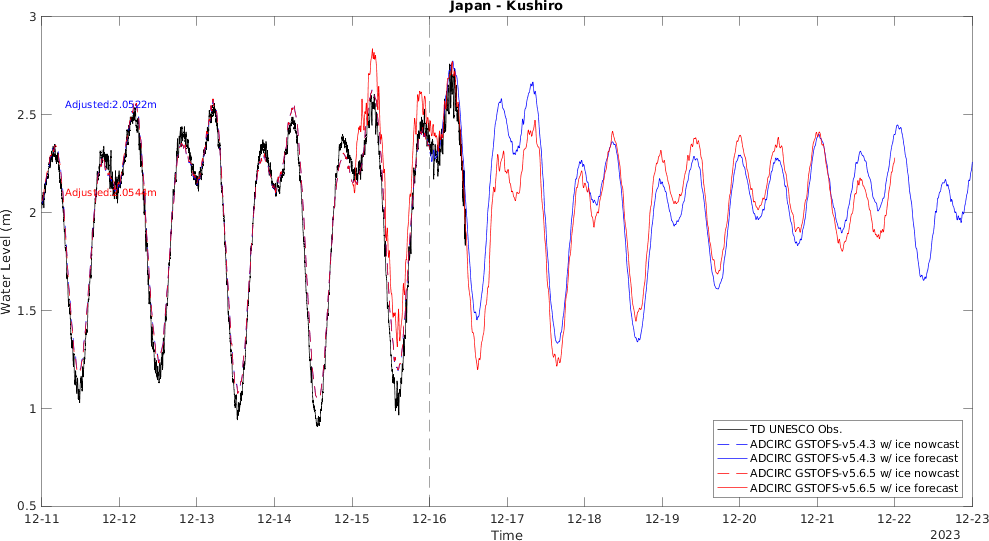 Japan - Kushiro
3
2.5
2
1.5
1
0.5
Water Level (m)
Adjusted:2.0522m
Adjusted:2.0544m
TD UNESCO Obs.
ADCIRC GSTOFS-v5.4.3 w/ ice nowcast
ADCIRC GSTOFS-v5.4.3 w/ ice forecast
ADCIRC GSTOFS-v5.6.5 w/ ice nowcast
ADCIRC GSTOFS-v5.6.5 w/ ice forecast
12-11 12-12 12-13 12-14 12-15 12-16 12-17 12-18 12-19 12-20 12-21 12-22 12-23
Time
2023